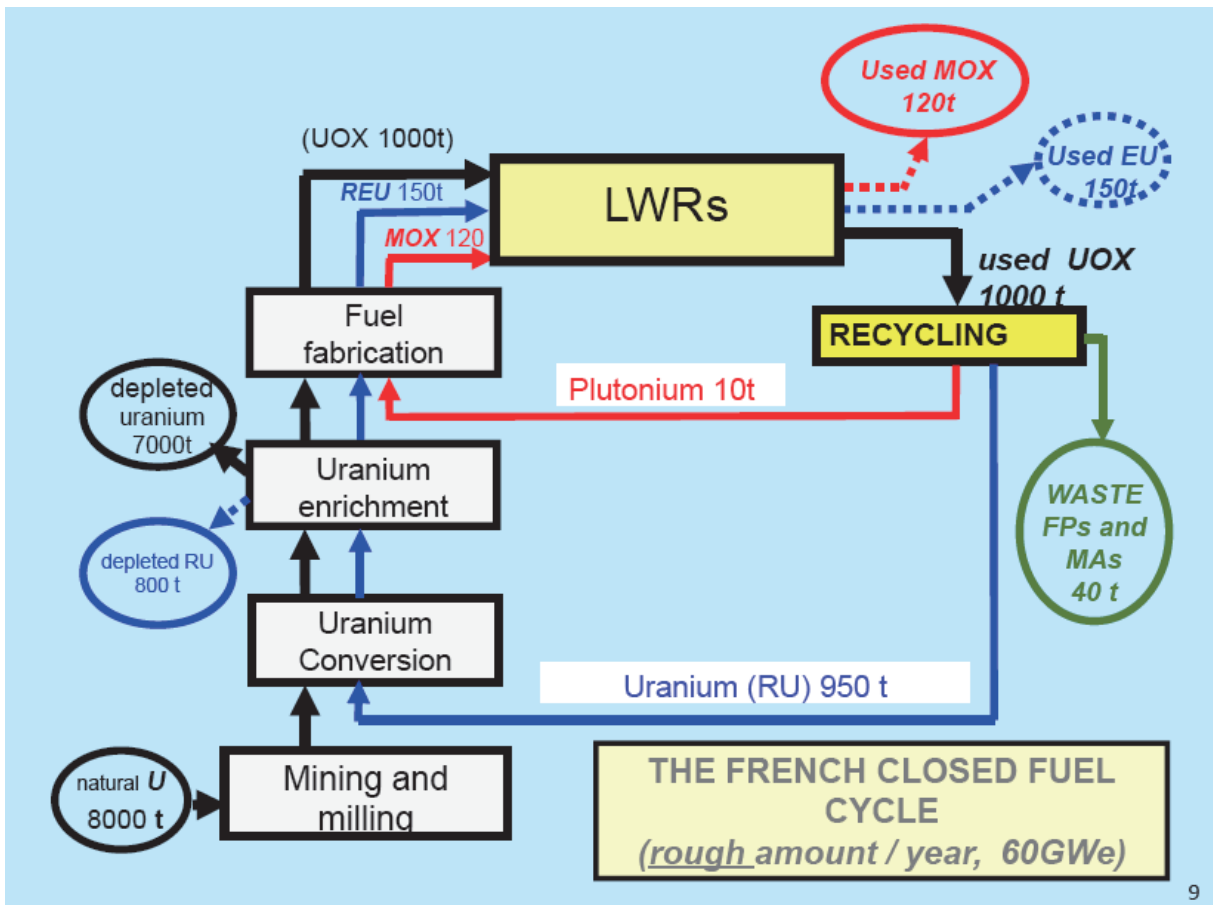 Used MOX
120t
(UOX 1000t)
REU 150t
MOX 120
LWRs
Used EU
150t
used UOX
1000 t
Fuel
fabrication
RECYCLING
depleted
uranium
7000t
Plutonium 10t
Uranium
enrichment
WASTE
FPs and
MAs
40 t
depleted RU
800 t
Uranium
Conversion
Uranium (RU) 950 t
natural U
8000 t
Mining and
milling
THE FRENCH CLOSED FUEL
CYCLE
(rough amount / year, 60GWe)
9